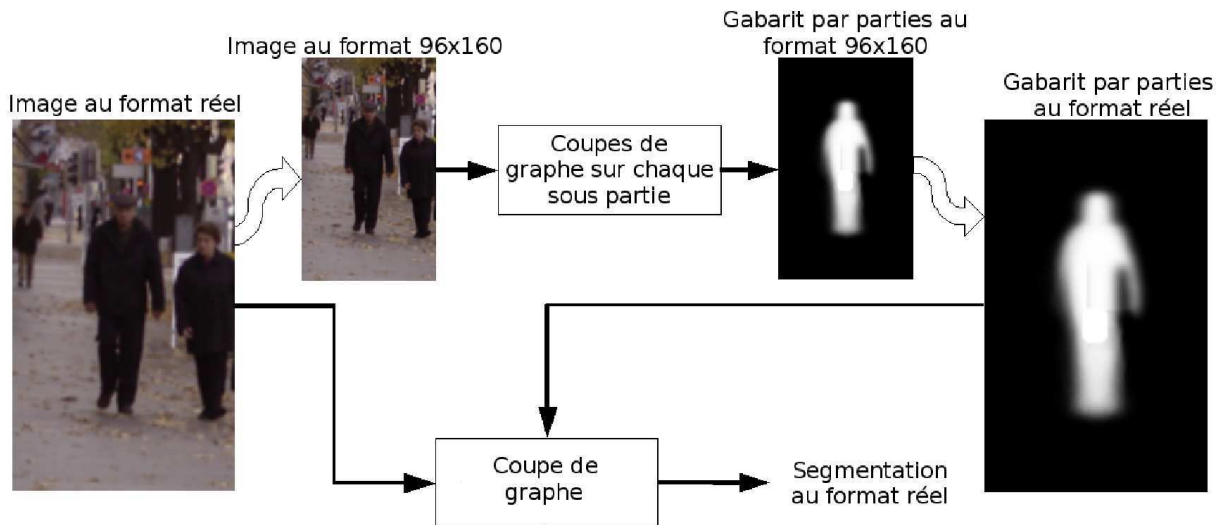 Image au format réel
Image au format 96x160
Coupes de
graphe sur chaque
sous partie
Gabarit par parties au
format 96x160
Gabarit par parties
au format réel
Coupe de
graphe
Segmentation
au format réel